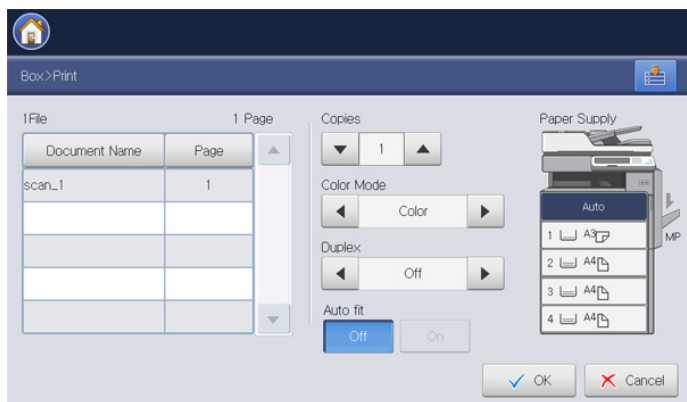 Box>Print
1File 1 Page
Document Name Page
scan_1 1
Copies
1
Color Mode
Color
Duplex
Off
Auto fit
Off On
Paper Supply
Auto
1 A3
MP
2 A4
3 A4
4 A4
OK Cancel